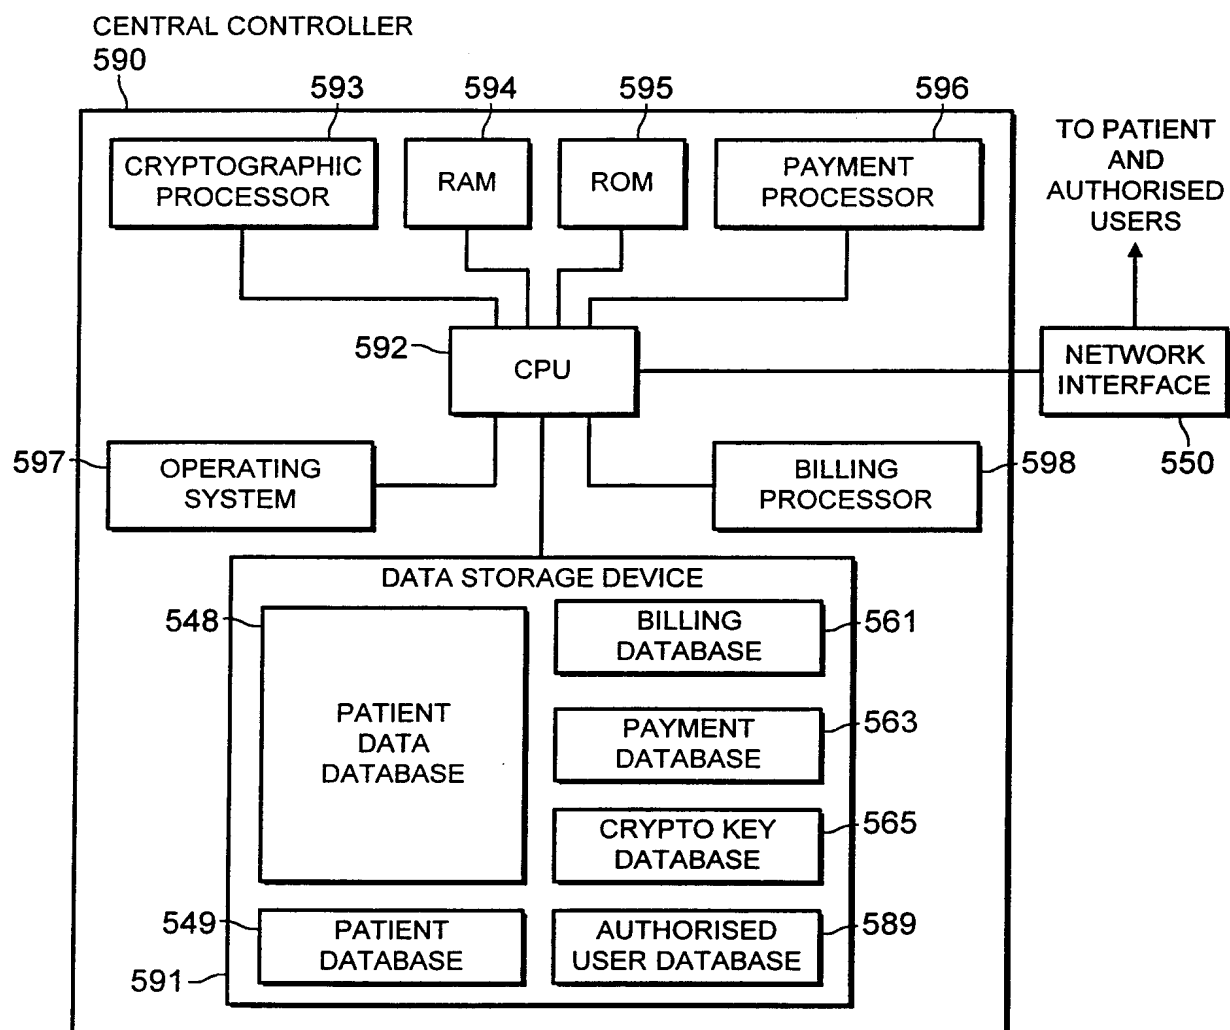 CENTRAL CONTROLLER
590
593
594
595
596
CRYPTOGRAPHIC
PROCESSOR
RAM
ROM
PAYMENT
PROCESSOR
TO PATIENT
AND
AUTHORISED
USERS
592
CPU
NETWORK
INTERFACE
550
597
OPERATING
SYSTEM
BILLING
PROCESSOR
598
DATA STORAGE DEVICE
548
PATIENT
DATA
DATABASE
BILLING
DATABASE
561
PAYMENT
DATABASE
563
CRYPTO KEY
DATABASE
565
549
PATIENT
DATABASE
AUTHORISED
USER DATABASE
589
591